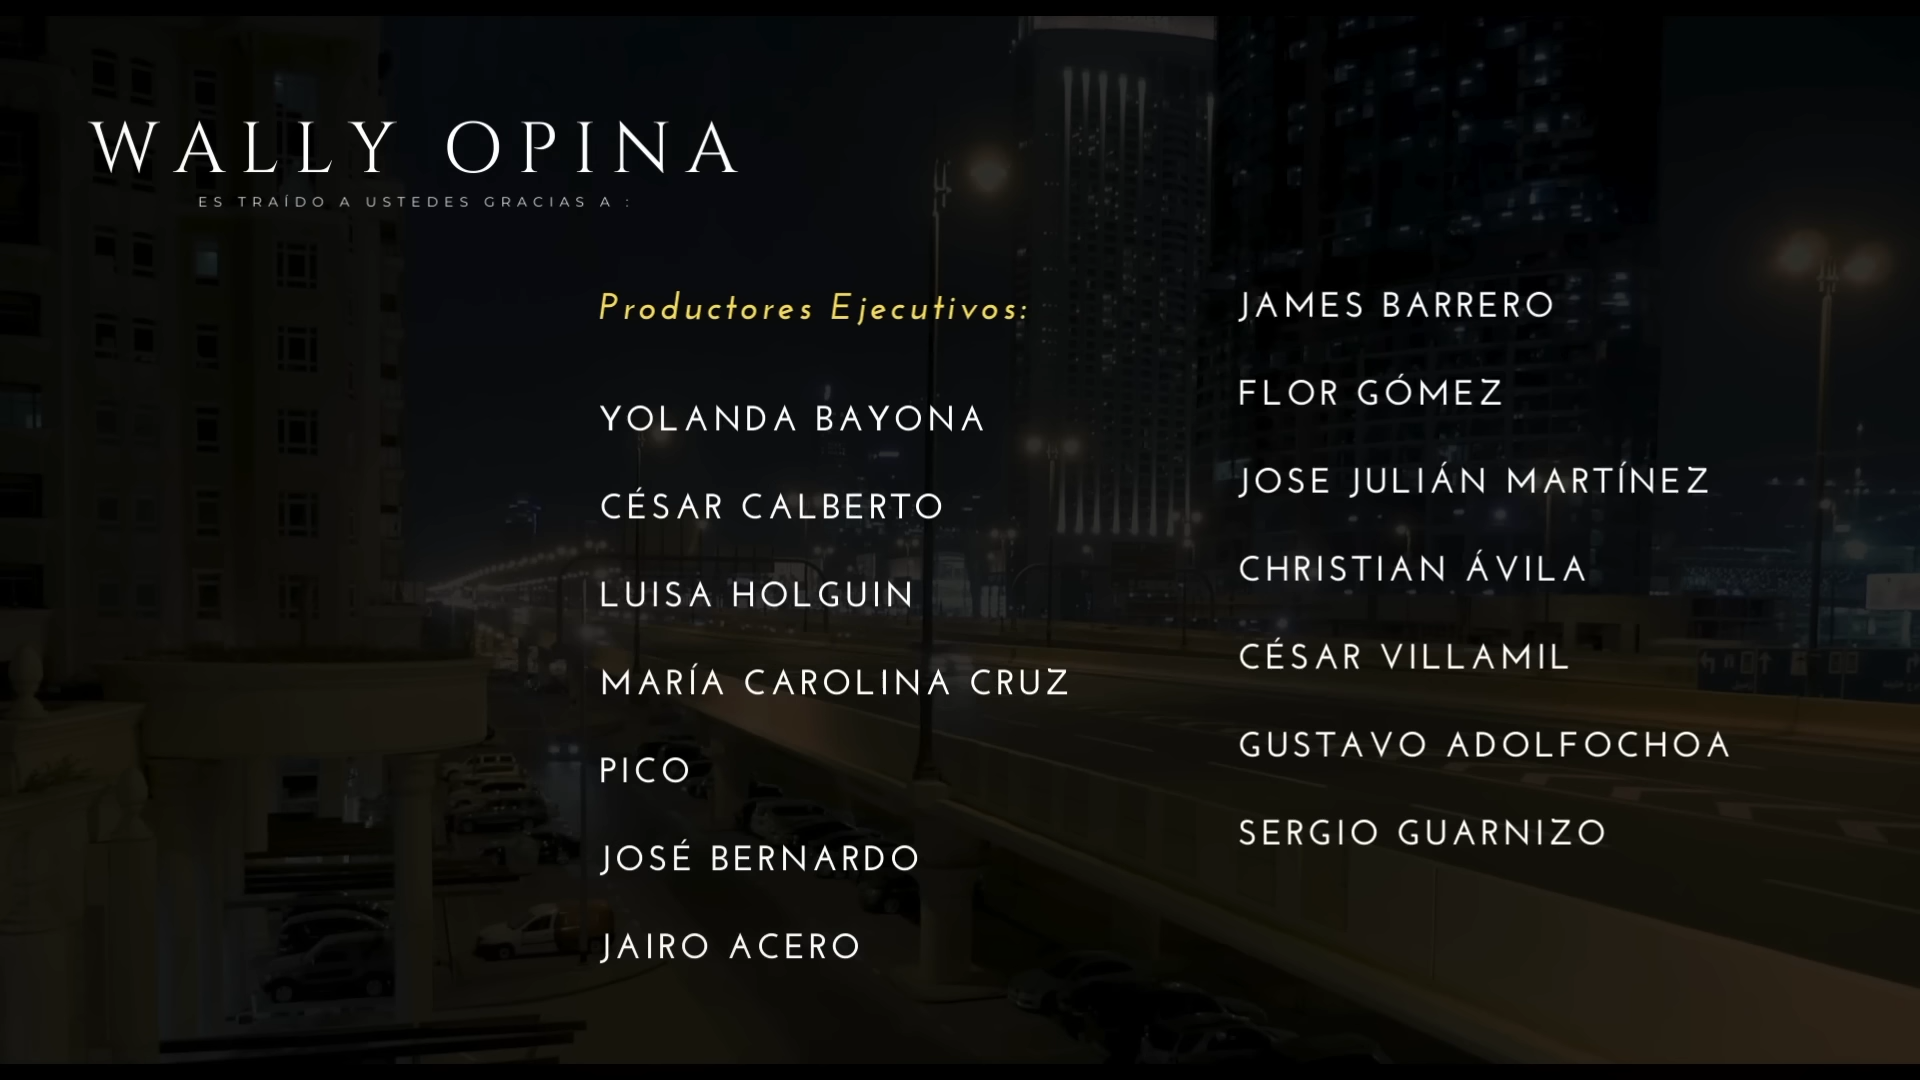 WALLY OPINA
ES TRAÍDO A USTEDES GRACIAS A :
Productores Ejecutivos:
YOLANDA BAYONA
CÉSAR CALBERTO
LUISA HOLGUIN
MARÍA CAROLINA CRUZ
PICO
JOSÉ BERNARDO
JAIRO ACERO
JAMES BARRERO
FLOR GÓMEZ
JOSE JULIÁN MARTÍNEZ
CHRISTIAN ÁVILA
CÉSAR VILLAMIL
GUSTAVO ADOLFOCHOA
SERGIO GUARNIZO